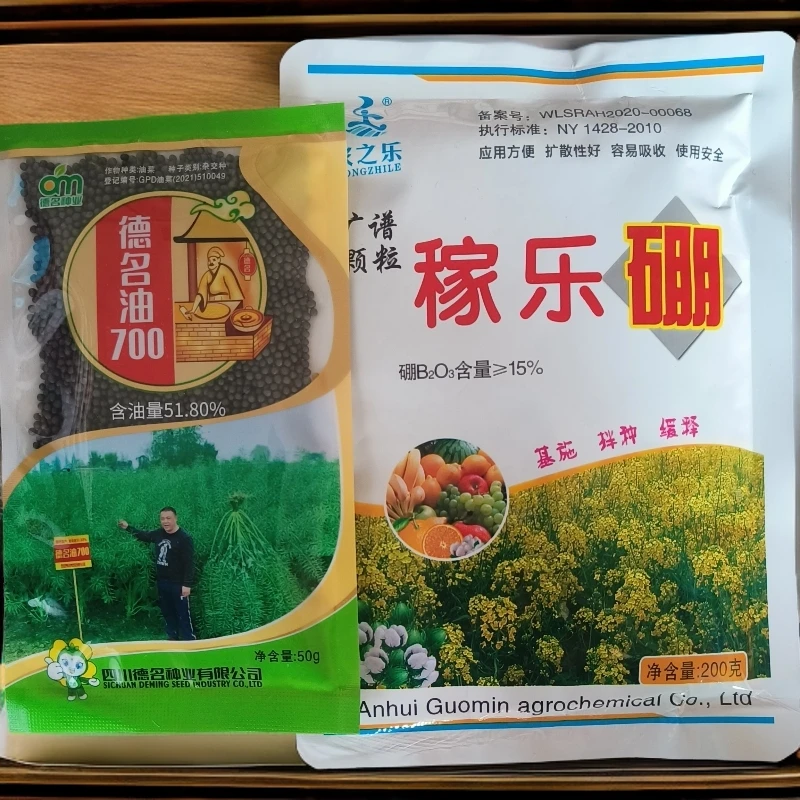 作物种类:油菜 种子类别:杂交种
登记编号:GPD油菜(2021)510049
德名种业
德名油
700
德名
含油量51.80%
德名油700
净含量:50g
四川德名种业有限公司
SICHUAN DEMING SEED INDUSTRY CO.,LTD
®
之乐
ONGZHILE
备案号:WLSRAH2020-00068
执行标准:NY 1428-2010
应用方便 扩散性好 容易吸收 使用安全
广谱
颗粒
稼乐硼
硼B₂O₃含量≥15%
基施 拌种 缓释
净含量:200克
Anhui Guomin agrochemical Co., Ltd